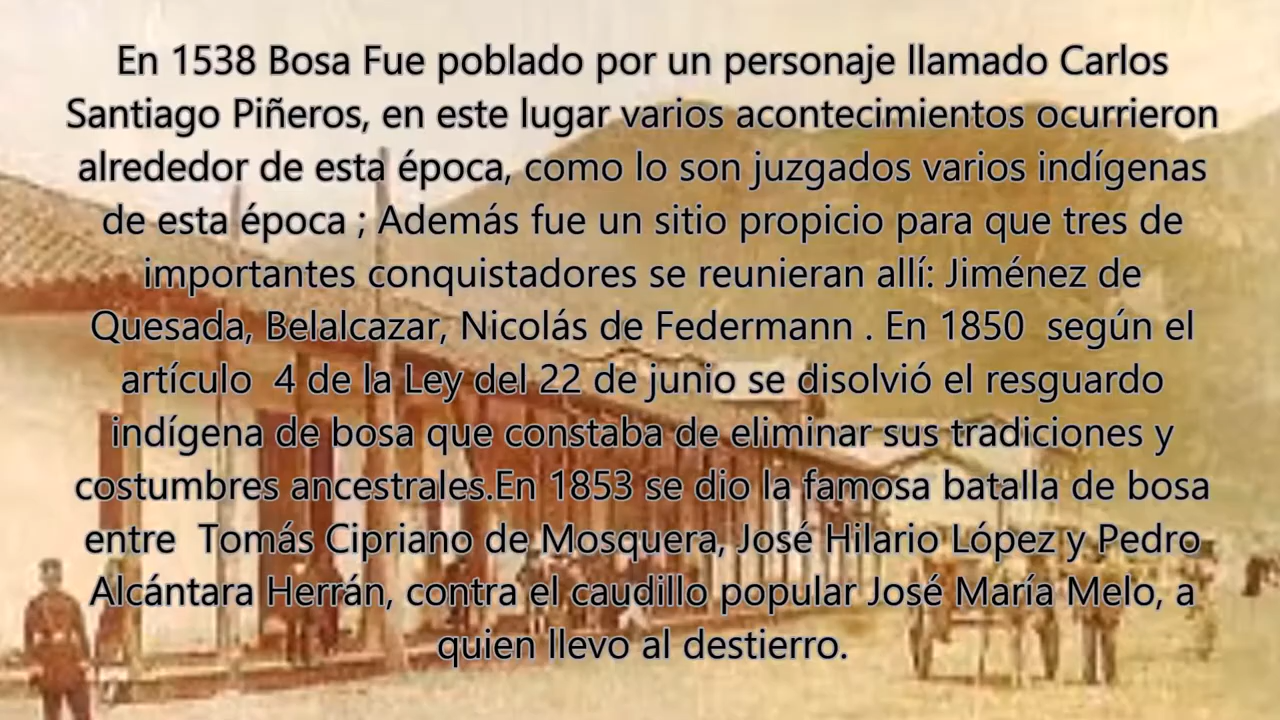 En 1538 Bosa Fue poblado por un personaje llamado Carlos
Santiago Piñeros, en este lugar varios acontecimientos ocurrieron
alrededor de esta época, como lo son juzgados varios indígenas
de esta época ; Además fue un sitio propicio para que tres de
importantes conquistadores se reunieran allí: Jiménez de
Quesada, Belalcazar, Nicolás de Federmann . En 1850  según el
artículo  4 de la Ley del 22 de junio se disolvió el resguardo
indígena de bosa que constaba de eliminar sus tradiciones y
costumbres ancestrales.En 1853 se dio la famosa batalla de bosa
entre  Tomás Cipriano de Mosquera, José Hilario López y Pedro
Alcántara Herrán, contra el caudillo popular José María Melo, a
quien llevo al destierro.